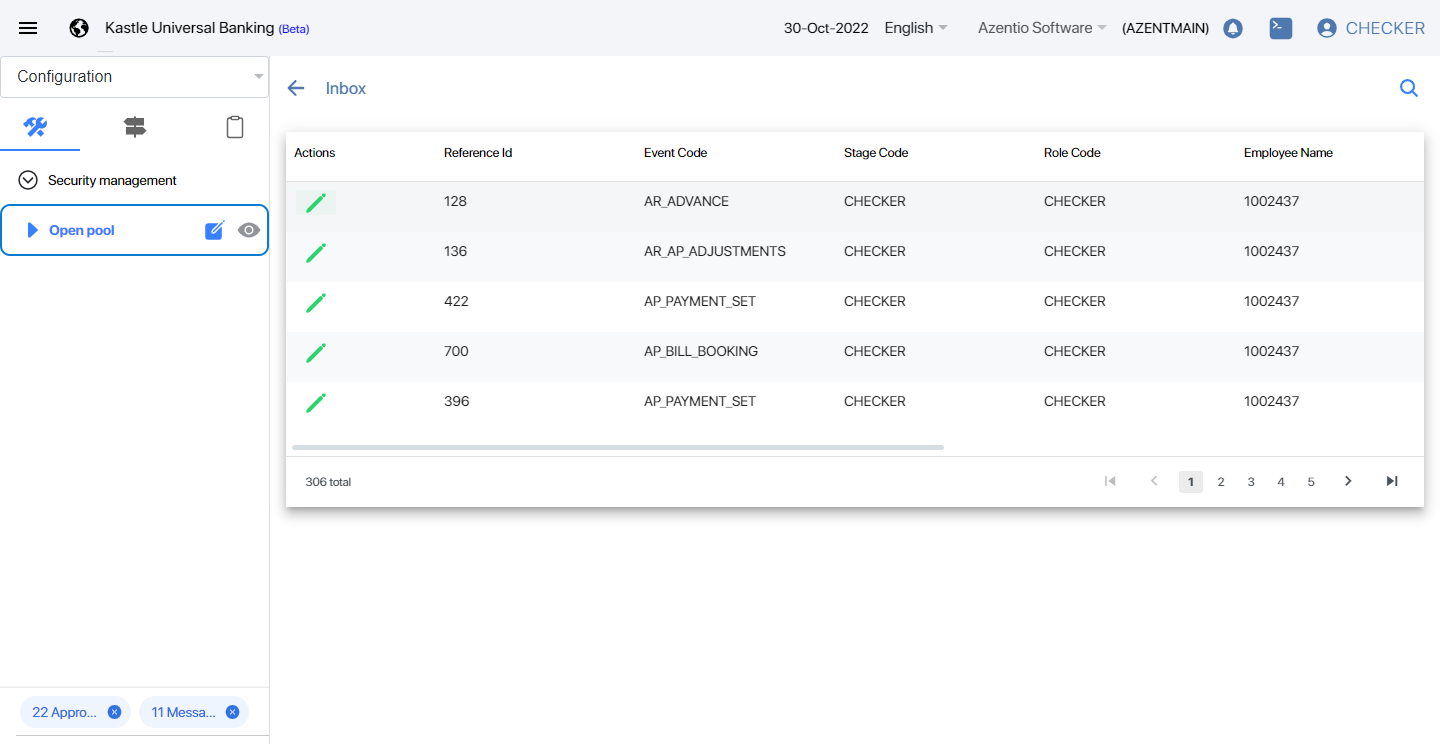 Kastle Universal Banking (Beta) 30-Oct-2022 English Azentio Software (AZENTMAIN) CHECKER
Configuration
Inbox
Security management
Open pool
Actions Reference Id Event Code Stage Code Role Code Employee Name
128 AR_ADVANCE CHECKER CHECKER 1002437
136 AR_AP_ADJUSTMENTS CHECKER CHECKER 1002437
422 AP_PAYMENT_SET CHECKER CHECKER 1002437
700 AP_BILL_BOOKING CHECKER CHECKER 1002437
396 AP_PAYMENT_SET CHECKER CHECKER 1002437
306 total 1 2 3 4 5
22 Appro... 11 Messa...